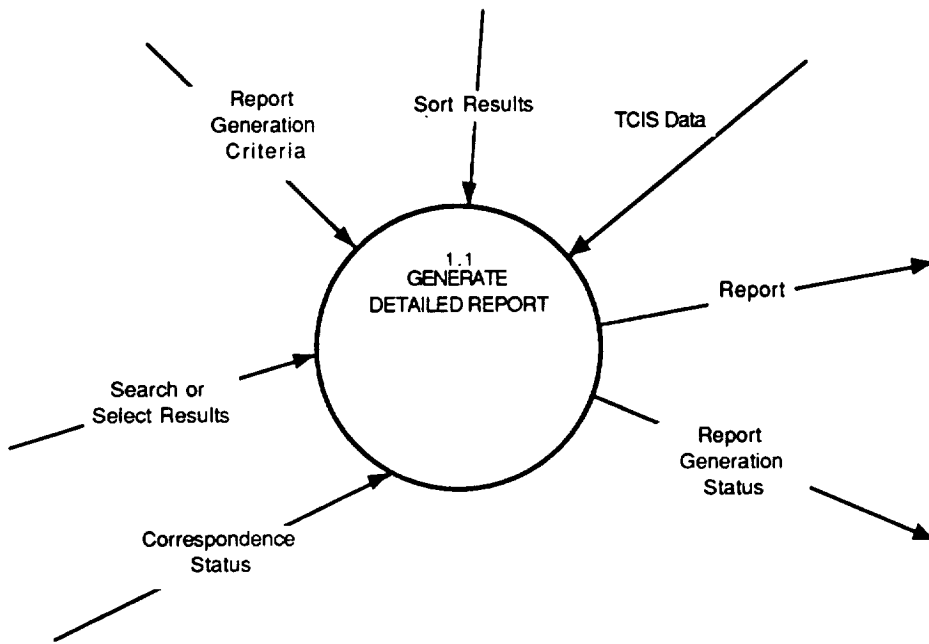 Report
Generation
Criteria
Sort Results
TCIS Data
1.1
GENERATE
DETAILED REPORT
Report
Search or
Select Results
Report
Generation
Status
Correspondence
Status